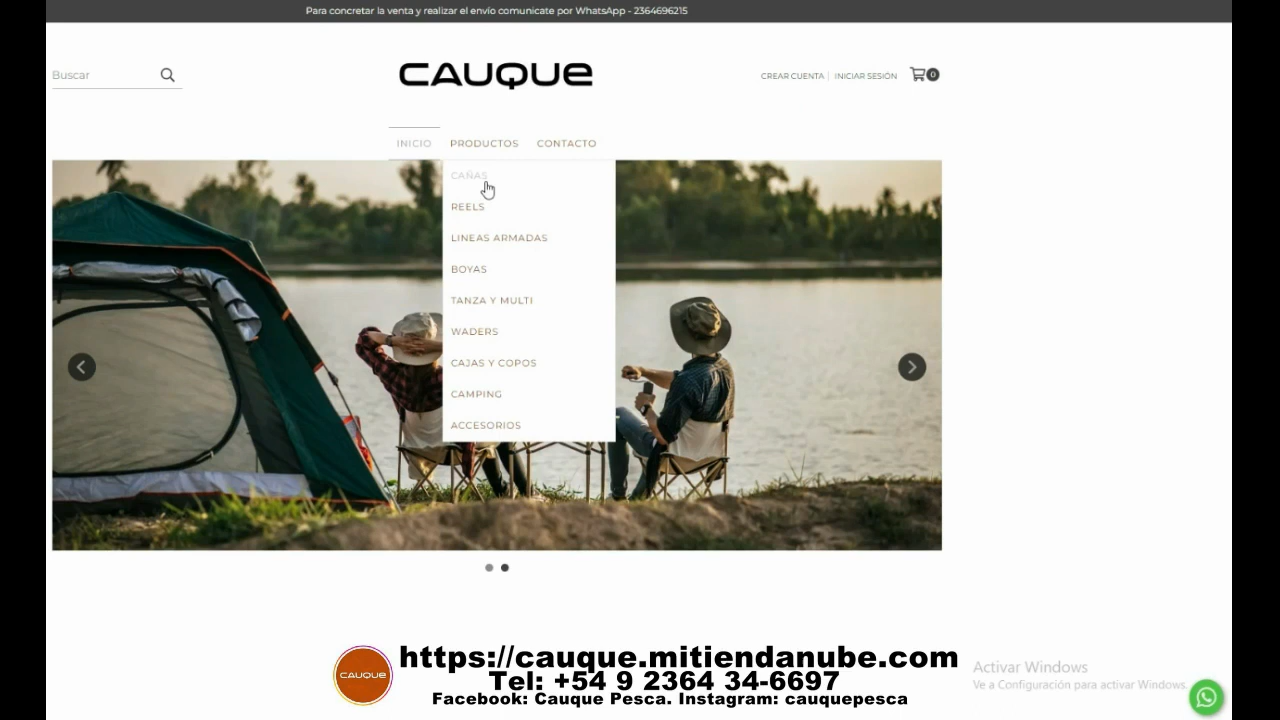 Para concretar la venta y realizar el envío comunicate por WhatsApp - 2364696215
Buscar
CAUQUE
CREAR CUENTA | INICIAR SESIÓN
0
INICIO PRODUCTOS CONTACTO
CAÑAS
REELS
LINEAS ARMADAS
BOYAS
TANZA Y MULTI
WADERS
CAJAS Y COPOS
CAMPING
ACCESORIOS
CAUQUE
https://cauque.mitiendanube.com
Tel: +54 9 2364 34-6697
Facebook: Cauque Pesca. Instagram: cauquepesca
Activar Windows
Ve a Configuración para activar Windows.